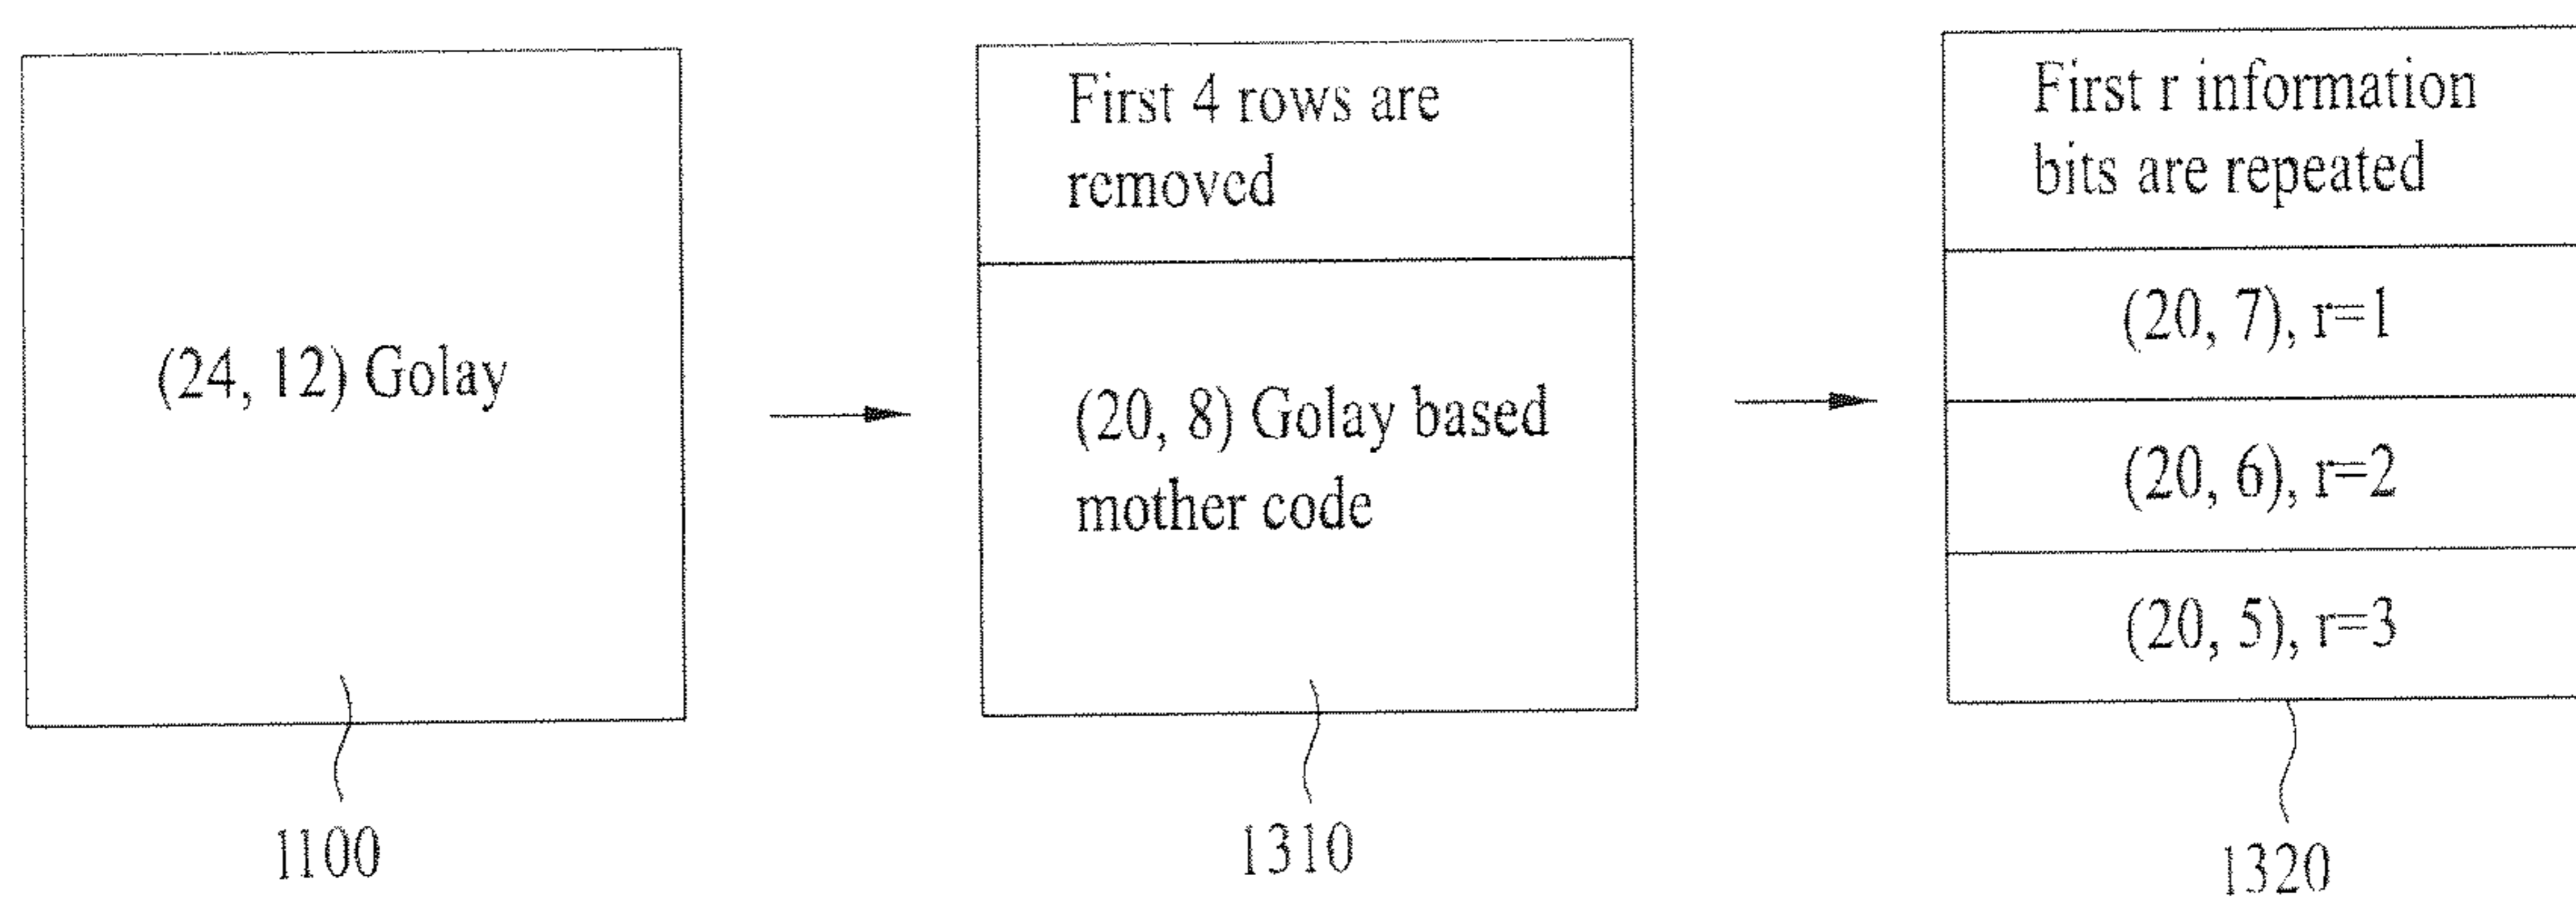 (24, 12) Golay
1100
First 4 rows are
removed
(20, 8) Golay based
mother code
1310
First r information
bits are repeated
(20, 7), r=1
(20, 6), r=2
(20, 5), r=3
1320